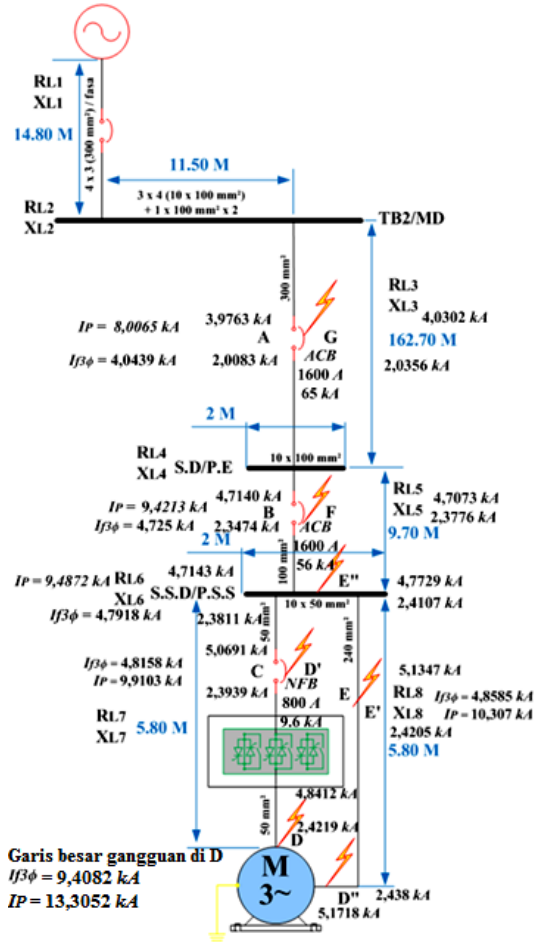 RL1
XL1
14.80 M
4 x 3 (300 mm²) / fasa
11.50 M
3 x 4 (10 x 100 mm²)
+ 1 x 100 mm² x 2
RL2
XL2
TB2/MD
300 mm²
RL3
XL3
4,0302 kA
162.70 M
2,0356 kA
3,9763 kA
IP = 8,0065 kA
A
G
If3ϕ = 4,0439 kA
2,0083 kA
ACB
1600 A
65 kA
2 M
RL4
XL4
S.D/P.E
10 x 100 mm²
RL5
XL5
4,7073 kA
2,3776 kA
9.70 M
4,7140 kA
IP = 9,4213 kA
B
F
If3ϕ = 4,725 kA
2,3474 kA
ACB
2 M
1600 A
56 kA
100 mm²
E"
4,7143 kA
IP = 9,4872 kA
RL6
XL6
S.S.D/P.S.S
10 x 50 mm²
4,7729 kA
2,4107 kA
If3ϕ = 4,7918 kA
2,3811 kA
50 mm²
240 mm²
5,0691 kA
If3ϕ = 4,8158 kA
IP = 9,9103 kA
C
D'
2,3939 kA
NFB
800 A
9.6 kA
E
E'
5,1347 kA
RL8
XL8
If3ϕ = 4,8585 kA
IP = 10,307 kA
2,4205 kA
5.80 M
RL7
XL7
5.80 M
4,8412 kA
50 mm²
2,4219 kA
D
Garis besar gangguan di D
If3ϕ = 9,4082 kA
IP = 13,3052 kA
M
3~
D"
2,438 kA
5,1718 kA